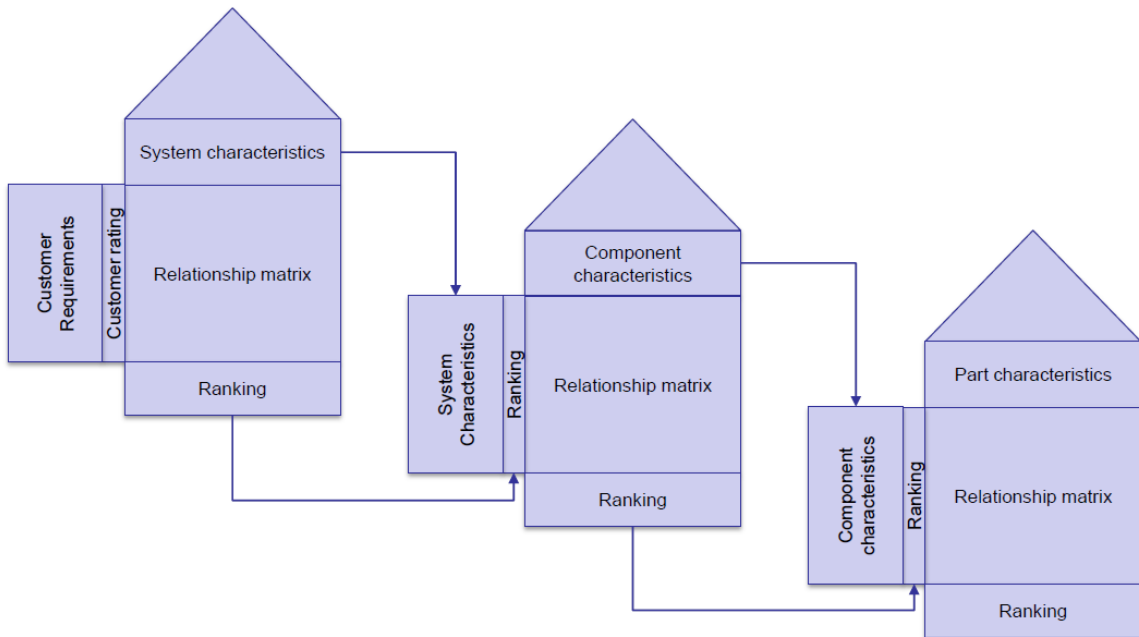 System characteristics
Customer
Requirements
Customer rating
Relationship matrix
Ranking
Component
characteristics
System
Characteristics
Ranking
Relationship matrix
Ranking
Part characteristics
Component
characteristics
Ranking
Relationship matrix
Ranking